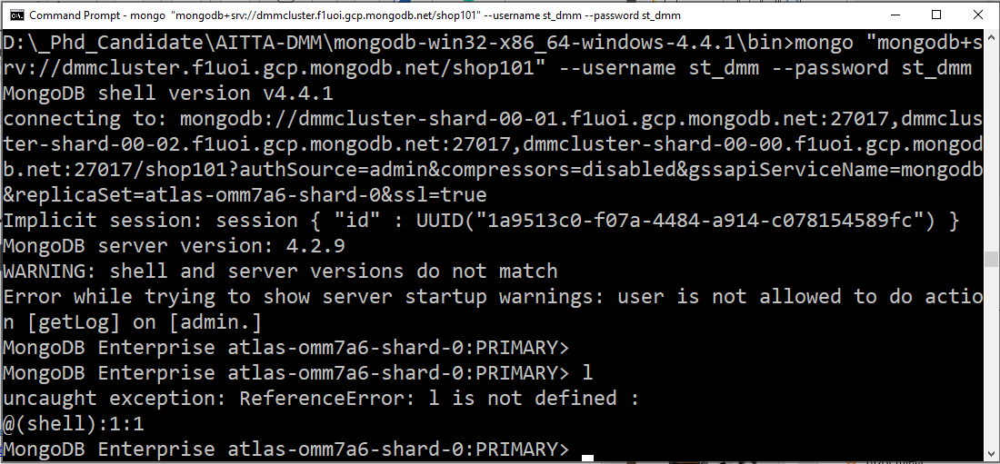 Command Prompt - mongo "mongodb+srv://dmmcluster.f1uoi.gcp.mongodb.net/shop101" --username st_dmm --password st_dmm
D:\_Phd_Candidate\AITTA-DMM\mongodb-win32-x86_64-windows-4.4.1\bin>mongo "mongodb+s
rv://dmmcluster.f1uoi.gcp.mongodb.net/shop101" --username st_dmm --password st_dmm
MongoDB shell version v4.4.1
connecting to: mongodb://dmmcluster-shard-00-01.f1uoi.gcp.mongodb.net:27017,dmmclus
ter-shard-00-02.f1uoi.gcp.mongodb.net:27017,dmmcluster-shard-00-00.f1uoi.gcp.mongod
b.net:27017/shop101?authSource=admin&compressors=disabled&gssapiServiceName=mongodb
&replicaSet=atlas-omm7a6-shard-0&ssl=true
Implicit session: session { "id" : UUID("1a9513c0-f07a-4484-a914-c078154589fc") }
MongoDB server version: 4.2.9
WARNING: shell and server versions do not match
Error while trying to show server startup warnings: user is not allowed to do actio
n [getLog] on [admin.]
MongoDB Enterprise atlas-omm7a6-shard-0:PRIMARY>
MongoDB Enterprise atlas-omm7a6-shard-0:PRIMARY> l
uncaught exception: ReferenceError: l is not defined :
@(shell):1:1
MongoDB Enterprise atlas-omm7a6-shard-0:PRIMARY>